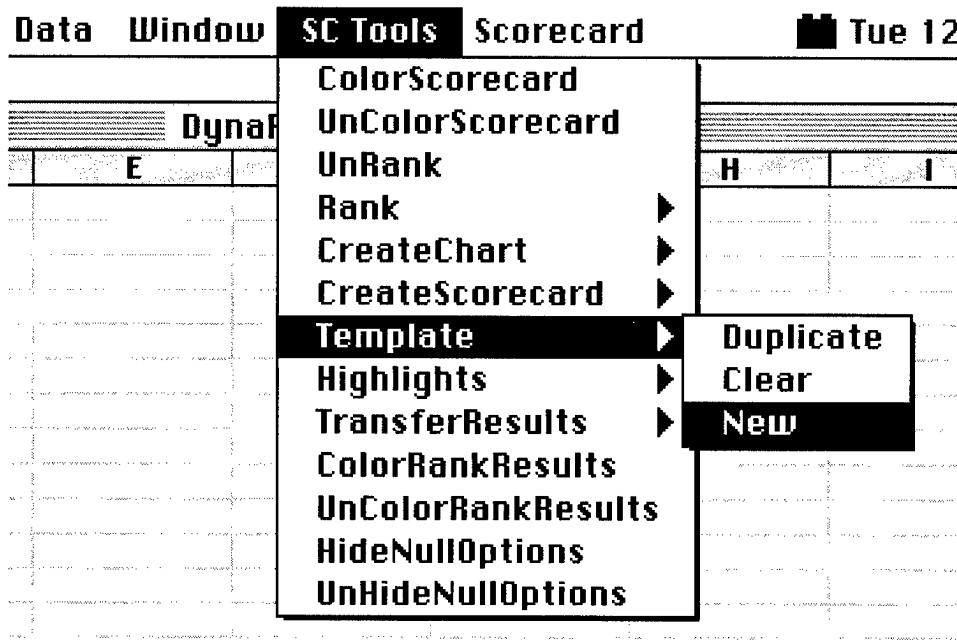 Data Window SC Tools Scorecard Tue 12
ColorScorecard
DynaR UnColorScorecard
E UnRank H I
Rank
CreateChart
CreateScorecard
Template Duplicate
Highlights Clear
TransferResults New
ColorRankResults
UnColorRankResults
HideNullOptions
UnHideNullOptions